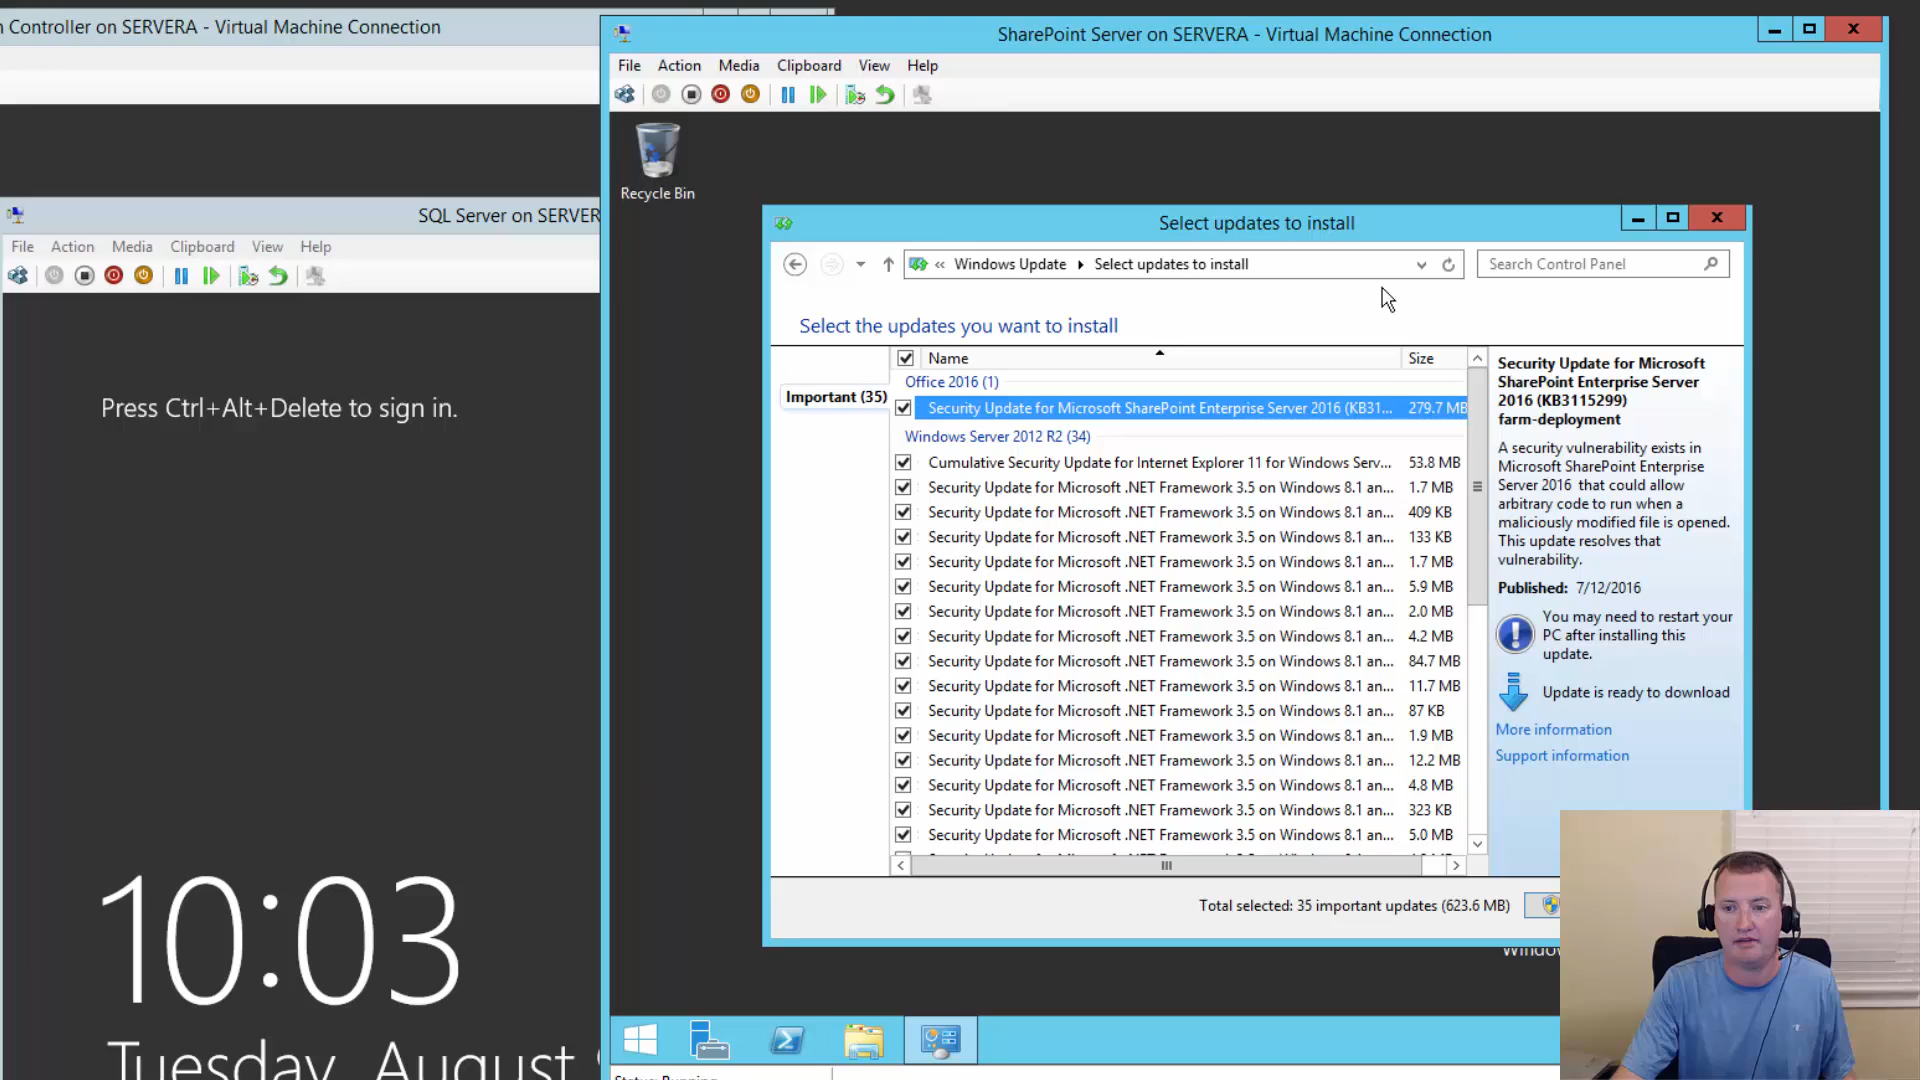 Controller on SERVERA - Virtual Machine Connection
SharePoint Server on SERVERA - Virtual Machine Connection
File Action Media Clipboard View Help
Recycle Bin
SQL Server on SERVER
File Action Media Clipboard View Help
Press Ctrl+Alt+Delete to sign in.
10:03
Tuesday, August
Select updates to install
« Windows Update Select updates to install
Search Control Panel
Select the updates you want to install
Important (35)
Name Size
Office 2016 (1)
Security Update for Microsoft SharePoint Enterprise Server 2016 (KB31... 279.7 MB
Windows Server 2012 R2 (34)
Cumulative Security Update for Internet Explorer 11 for Windows Serv... 53.8 MB
Security Update for Microsoft .NET Framework 3.5 on Windows 8.1 an... 1.7 MB
Security Update for Microsoft .NET Framework 3.5 on Windows 8.1 an... 409 KB
Security Update for Microsoft .NET Framework 3.5 on Windows 8.1 an... 133 KB
Security Update for Microsoft .NET Framework 3.5 on Windows 8.1 an... 1.7 MB
Security Update for Microsoft .NET Framework 3.5 on Windows 8.1 an... 5.9 MB
Security Update for Microsoft .NET Framework 3.5 on Windows 8.1 an... 2.0 MB
Security Update for Microsoft .NET Framework 3.5 on Windows 8.1 an... 4.2 MB
Security Update for Microsoft .NET Framework 3.5 on Windows 8.1 an... 84.7 MB
Security Update for Microsoft .NET Framework 3.5 on Windows 8.1 an... 11.7 MB
Security Update for Microsoft .NET Framework 3.5 on Windows 8.1 an... 87 KB
Security Update for Microsoft .NET Framework 3.5 on Windows 8.1 an... 1.9 MB
Security Update for Microsoft .NET Framework 3.5 on Windows 8.1 an... 12.2 MB
Security Update for Microsoft .NET Framework 3.5 on Windows 8.1 an... 4.8 MB
Security Update for Microsoft .NET Framework 3.5 on Windows 8.1 an... 323 KB
Security Update for Microsoft .NET Framework 3.5 on Windows 8.1 an... 5.0 MB
Security Update for Microsoft
SharePoint Enterprise Server
2016 (KB3115299)
farm-deployment
A security vulnerability exists in
Microsoft SharePoint Enterprise
Server 2016 that could allow
arbitrary code to run when a
maliciously modified file is opened.
This update resolves that
vulnerability.
Published: 7/12/2016
You may need to restart your
PC after installing this
update.
Update is ready to download
More information
Support information
Total selected: 35 important updates (623.6 MB)
Windo
Status: Running